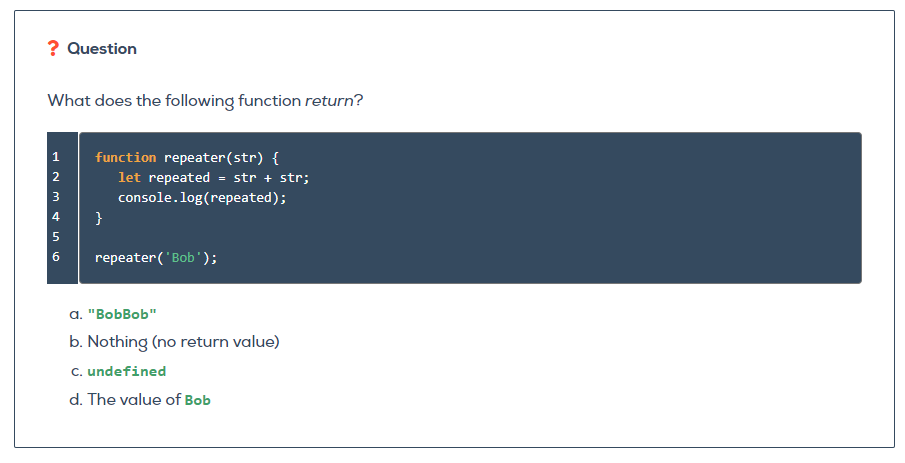 ? Question
What does the following function return?
1 function repeater(str) {
2 let repeated = str + str;
3 console.log(repeated);
4 }
5
6 repeater('Bob');
a. "BobBob"
b. Nothing (no return value)
c. undefined
d. The value of Bob